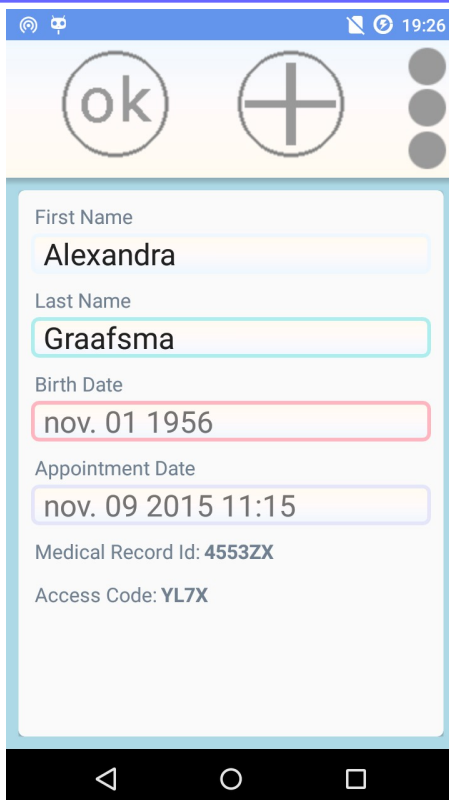 19:26
ok
First Name
Alexandra
Last Name
Graafsma
Birth Date
nov. 01 1956
Appointment Date
nov. 09 2015 11:15
Medical Record Id: 4553ZX
Access Code: YL7X